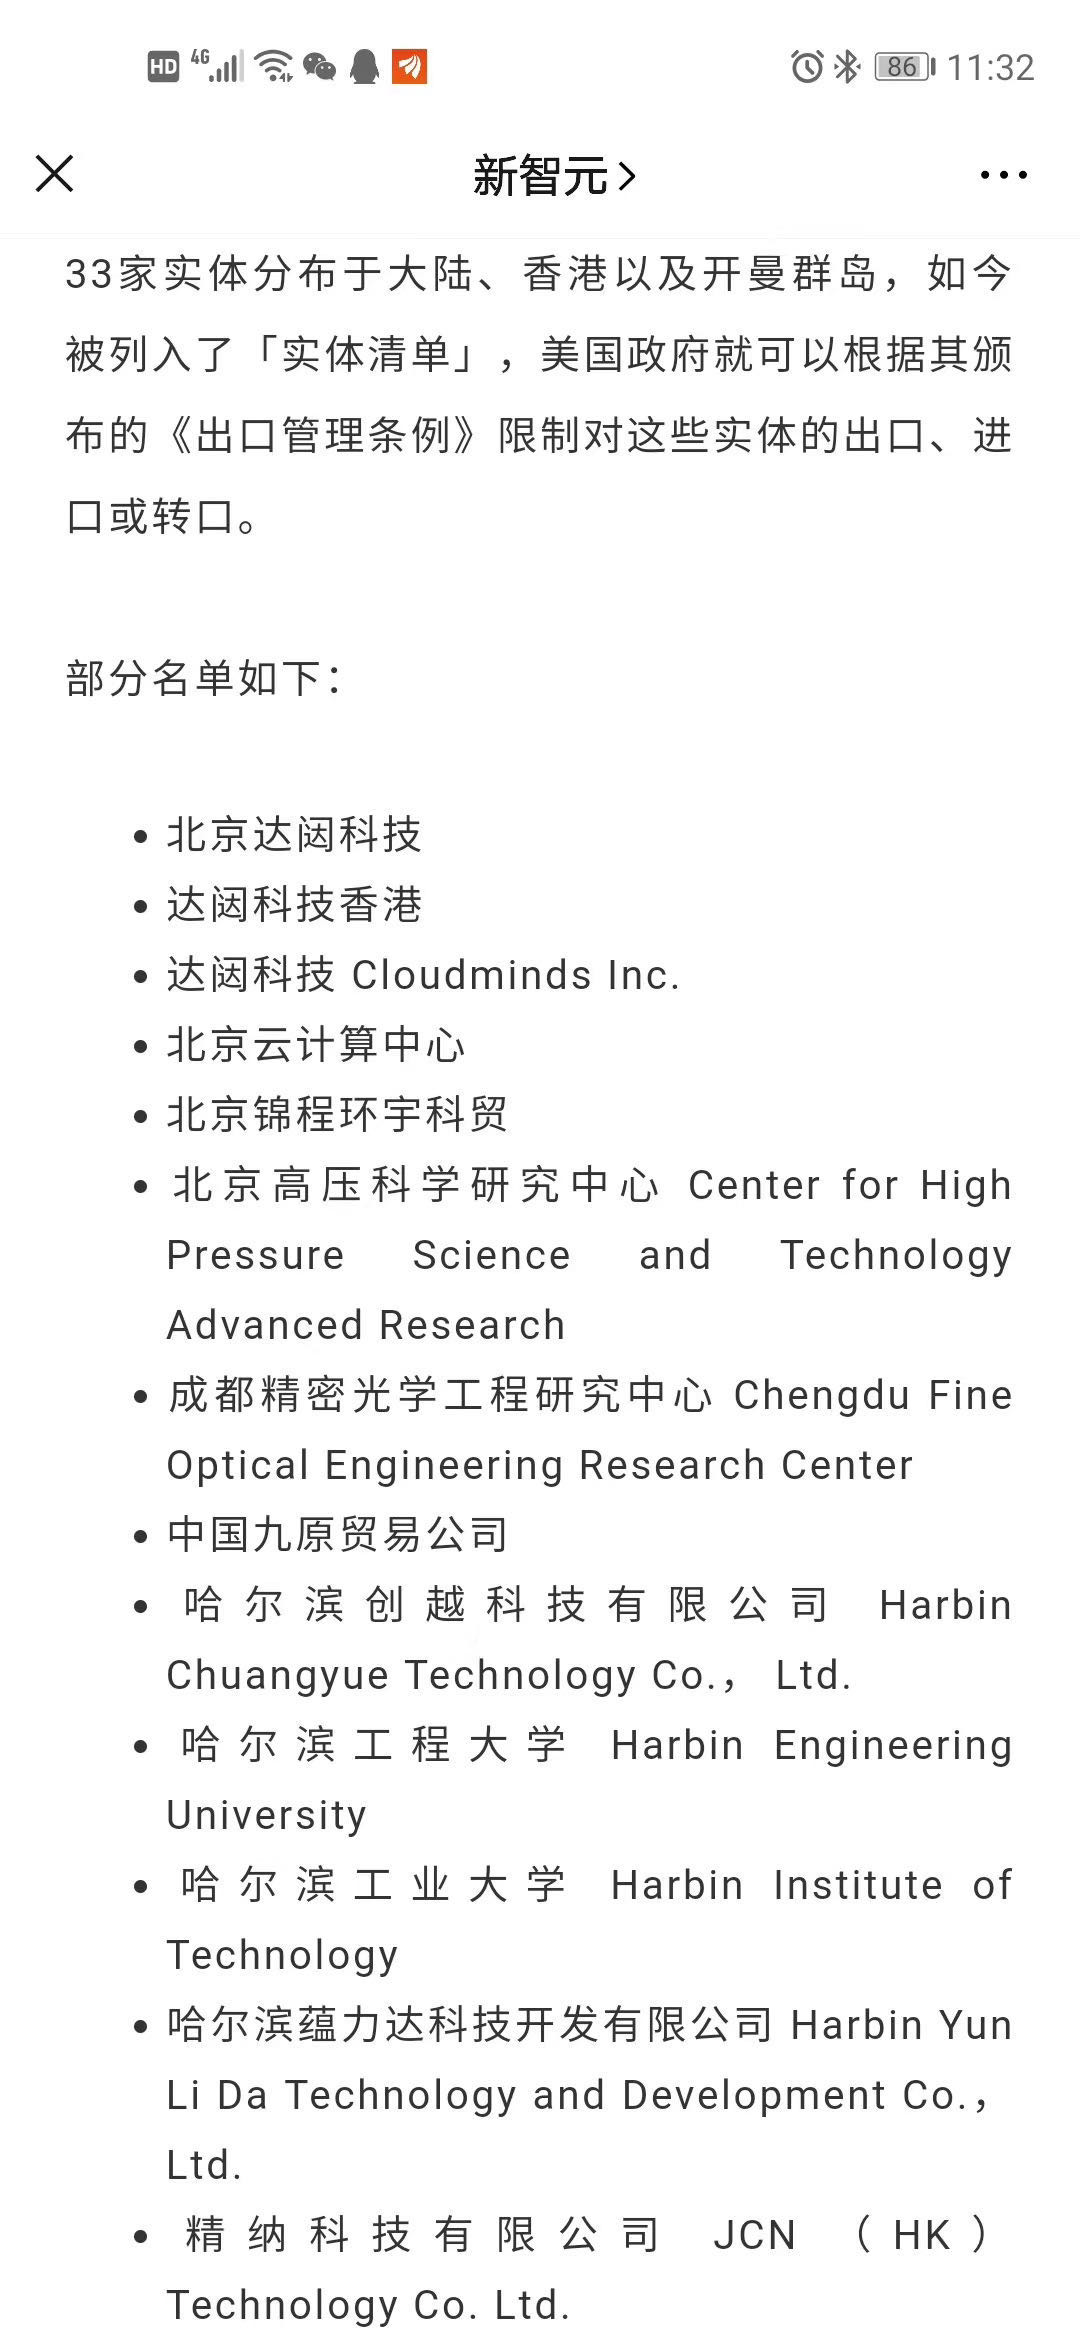 HD 4G 86 11:32
新智元
33家实体分布于大陆、香港以及开曼群岛，如今
被列入了「实体清单」，美国政府就可以根据其颁
布的《出口管理条例》限制对这些实体的出口、进
口或转口。
部分名单如下：
北京达闼科技
达闼科技香港
达闼科技 Cloudminds Inc.
北京云计算中心
北京锦程环宇科贸
北京高压科学研究中心 Center for High
Pressure Science and Technology
Advanced Research
成都精密光学工程研究中心 Chengdu Fine
Optical Engineering Research Center
中国九原贸易公司
哈尔滨创越科技有限公司 Harbin
Chuangyue Technology Co.， Ltd.
哈尔滨工程大学 Harbin Engineering
University
哈尔滨工业大学 Harbin Institute of
Technology
哈尔滨蕴力达科技开发有限公司 Harbin Yun
Li Da Technology and Development Co.，
Ltd.
精纳科技有限公司 JCN （HK）
Technology Co. Ltd.